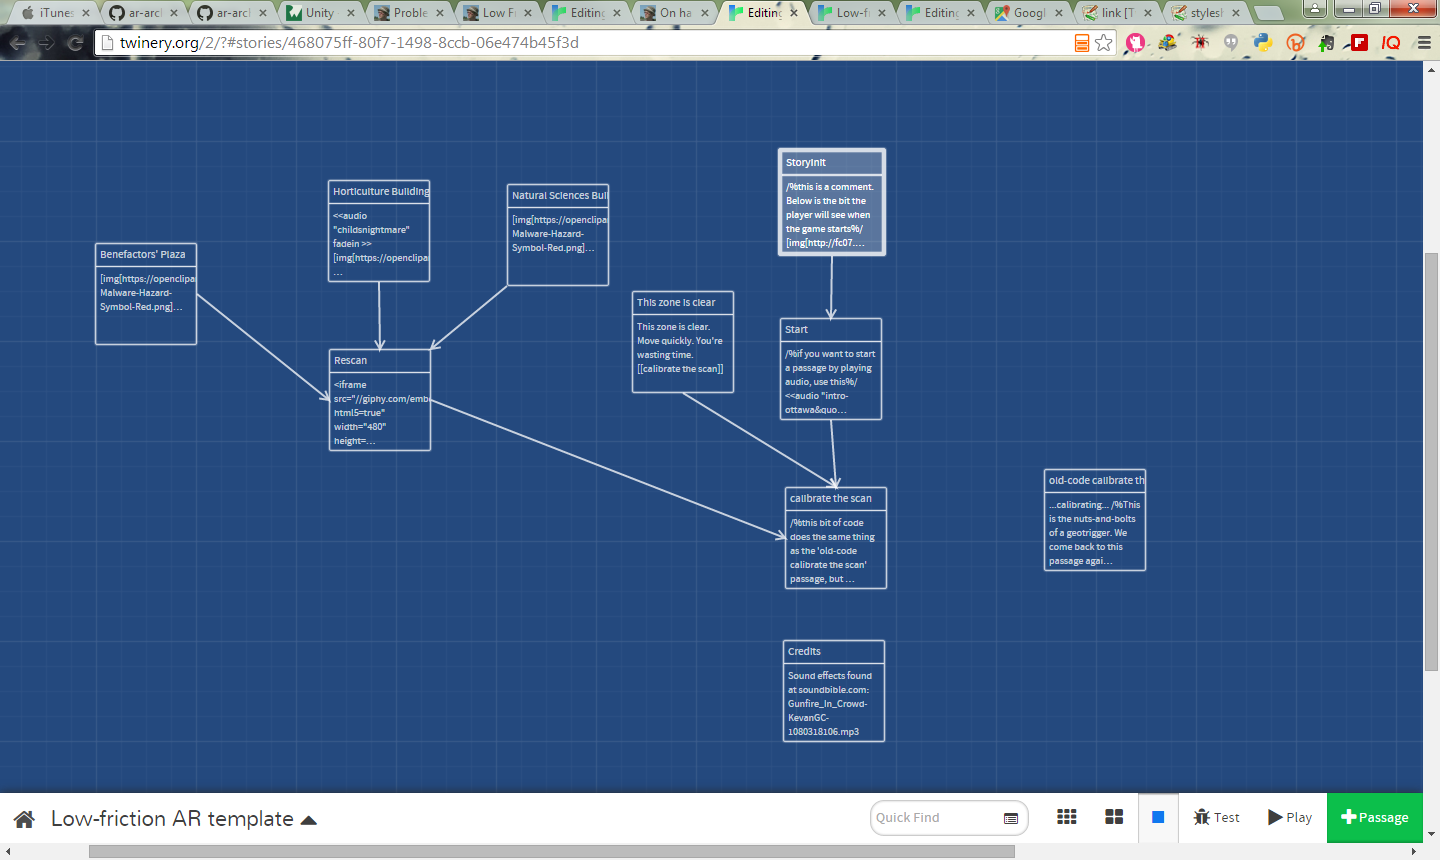 iTunes
ar-arcl
ar-arcl
Unity
Proble
Low F
Editing
On ha
Editing
Low-fi
Editing
Googl
link [T
stylesh
twinery.org/2/?#stories/468075ff-80f7-1498-8ccb-06e474b45f3d
IQ
StoryInit
/%this is a comment.
Below is the bit the
player will see when
the game starts%/
[img[http://fc07.…
Horticulture Building
<<audio
"childsnightmare"
fadein >>
[img[https://openclipa
…
Natural Sciences Buil
[img[https://openclipa
Malware-Hazard-
Symbol-Red.png]…
Benefactors' Plaza
[img[https://openclipa
Malware-Hazard-
Symbol-Red.png]…
This zone is clear
This zone is clear.
Move quickly. You're
wasting time.
[[calibrate the scan]]
Start
/%if you want to start
a passage by playing
audio, use this%/
<<audio "intro-
ottawa&quo…
Rescan
<iframe
src="//giphy.com/emb
html5=true"
width="480"
height=…
calibrate the scan
/%this bit of code
does the same thing
as the 'old-code
calibrate the scan'
passage, but …
old-code calibrate th
...calibrating... /%This
is the nuts-and-bolts
of a geotrigger. We
come back to this
passage agai…
Credits
Sound effects found
at soundbible.com:
Gunfire_In_Crowd-
KevanGC-
1080318106.mp3
Low-friction AR template
Quick Find
Test
Play
+Passage